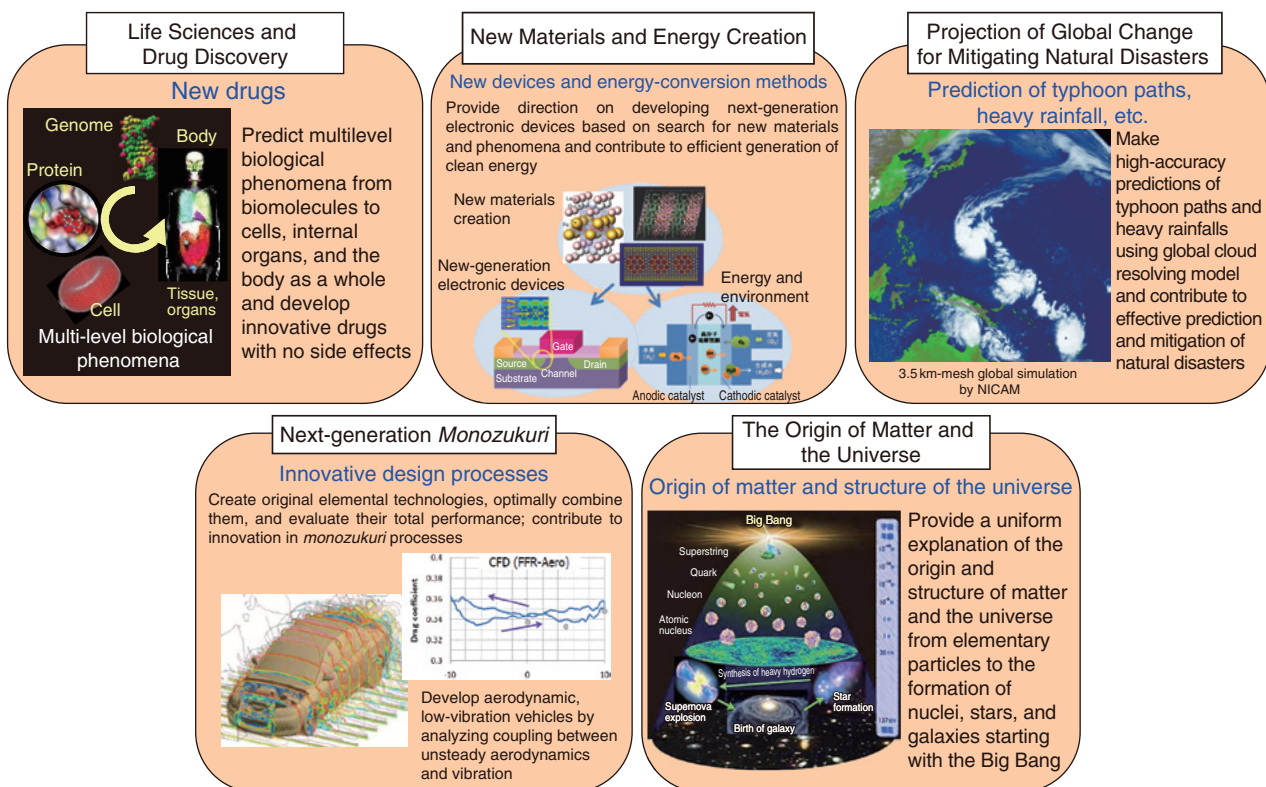 Life Sciences and
Drug Discovery
New drugs
Genome
Body
Protein
Cell
Tissue,
organs
Multi-level biological
phenomena
Predict multilevel
biological
phenomena from
biomolecules to
cells, internal
organs, and the
body as a whole
and develop
innovative drugs
with no side effects
New Materials and Energy Creation
New devices and energy-conversion methods
Provide direction on developing next-generation
electronic devices based on search for new materials
and phenomena and contribute to efficient generation of
clean energy
New materials
creation
New-generation
electronic devices
Energy and
environment
Gate
Source
Drain
Channel
Substrate
Anodic catalyst
Cathodic catalyst
Projection of Global Change
for Mitigating Natural Disasters
Prediction of typhoon paths,
heavy rainfall, etc.
Make
high-accuracy
predictions of
typhoon paths and
heavy rainfalls
using global cloud
resolving model
and contribute to
effective prediction
and mitigation of
natural disasters
3.5 km-mesh global simulation
by NICAM
Next-generation Monozukuri
Innovative design processes
Create original elemental technologies, optimally combine
them, and evaluate their total performance; contribute to
innovation in monozukuri processes
CFD (FFR-Aero)
Drag coefficient
0.4
0.38
0.36
0.34
0.32
0.3
-10
-5
0
5
10
Develop aerodynamic,
low-vibration vehicles by
analyzing coupling between
unsteady aerodynamics
and vibration
The Origin of Matter and
the Universe
Origin of matter and structure of the universe
Big Bang
Superstring
Quark
Nucleon
Atomic
nucleus
Synthesis of heavy hydrogen
Supernova
explosion
Star
formation
Birth of galaxy
Provide a uniform
explanation of the
origin and
structure of matter
and the universe
from elementary
particles to the
formation of
nuclei, stars, and
galaxies starting
with the Big Bang